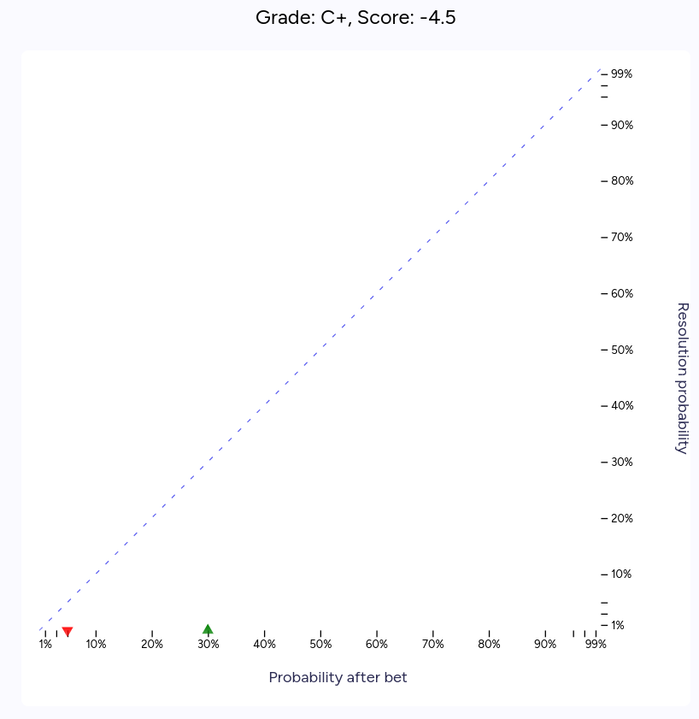 Grade: C+, Score: -4.5
99%
90%
80%
70%
60%
50%
40%
30%
20%
10%
1%
Resolution probability
1% 10% 20% 30% 40% 50% 60% 70% 80% 90% 99%
Probability after bet